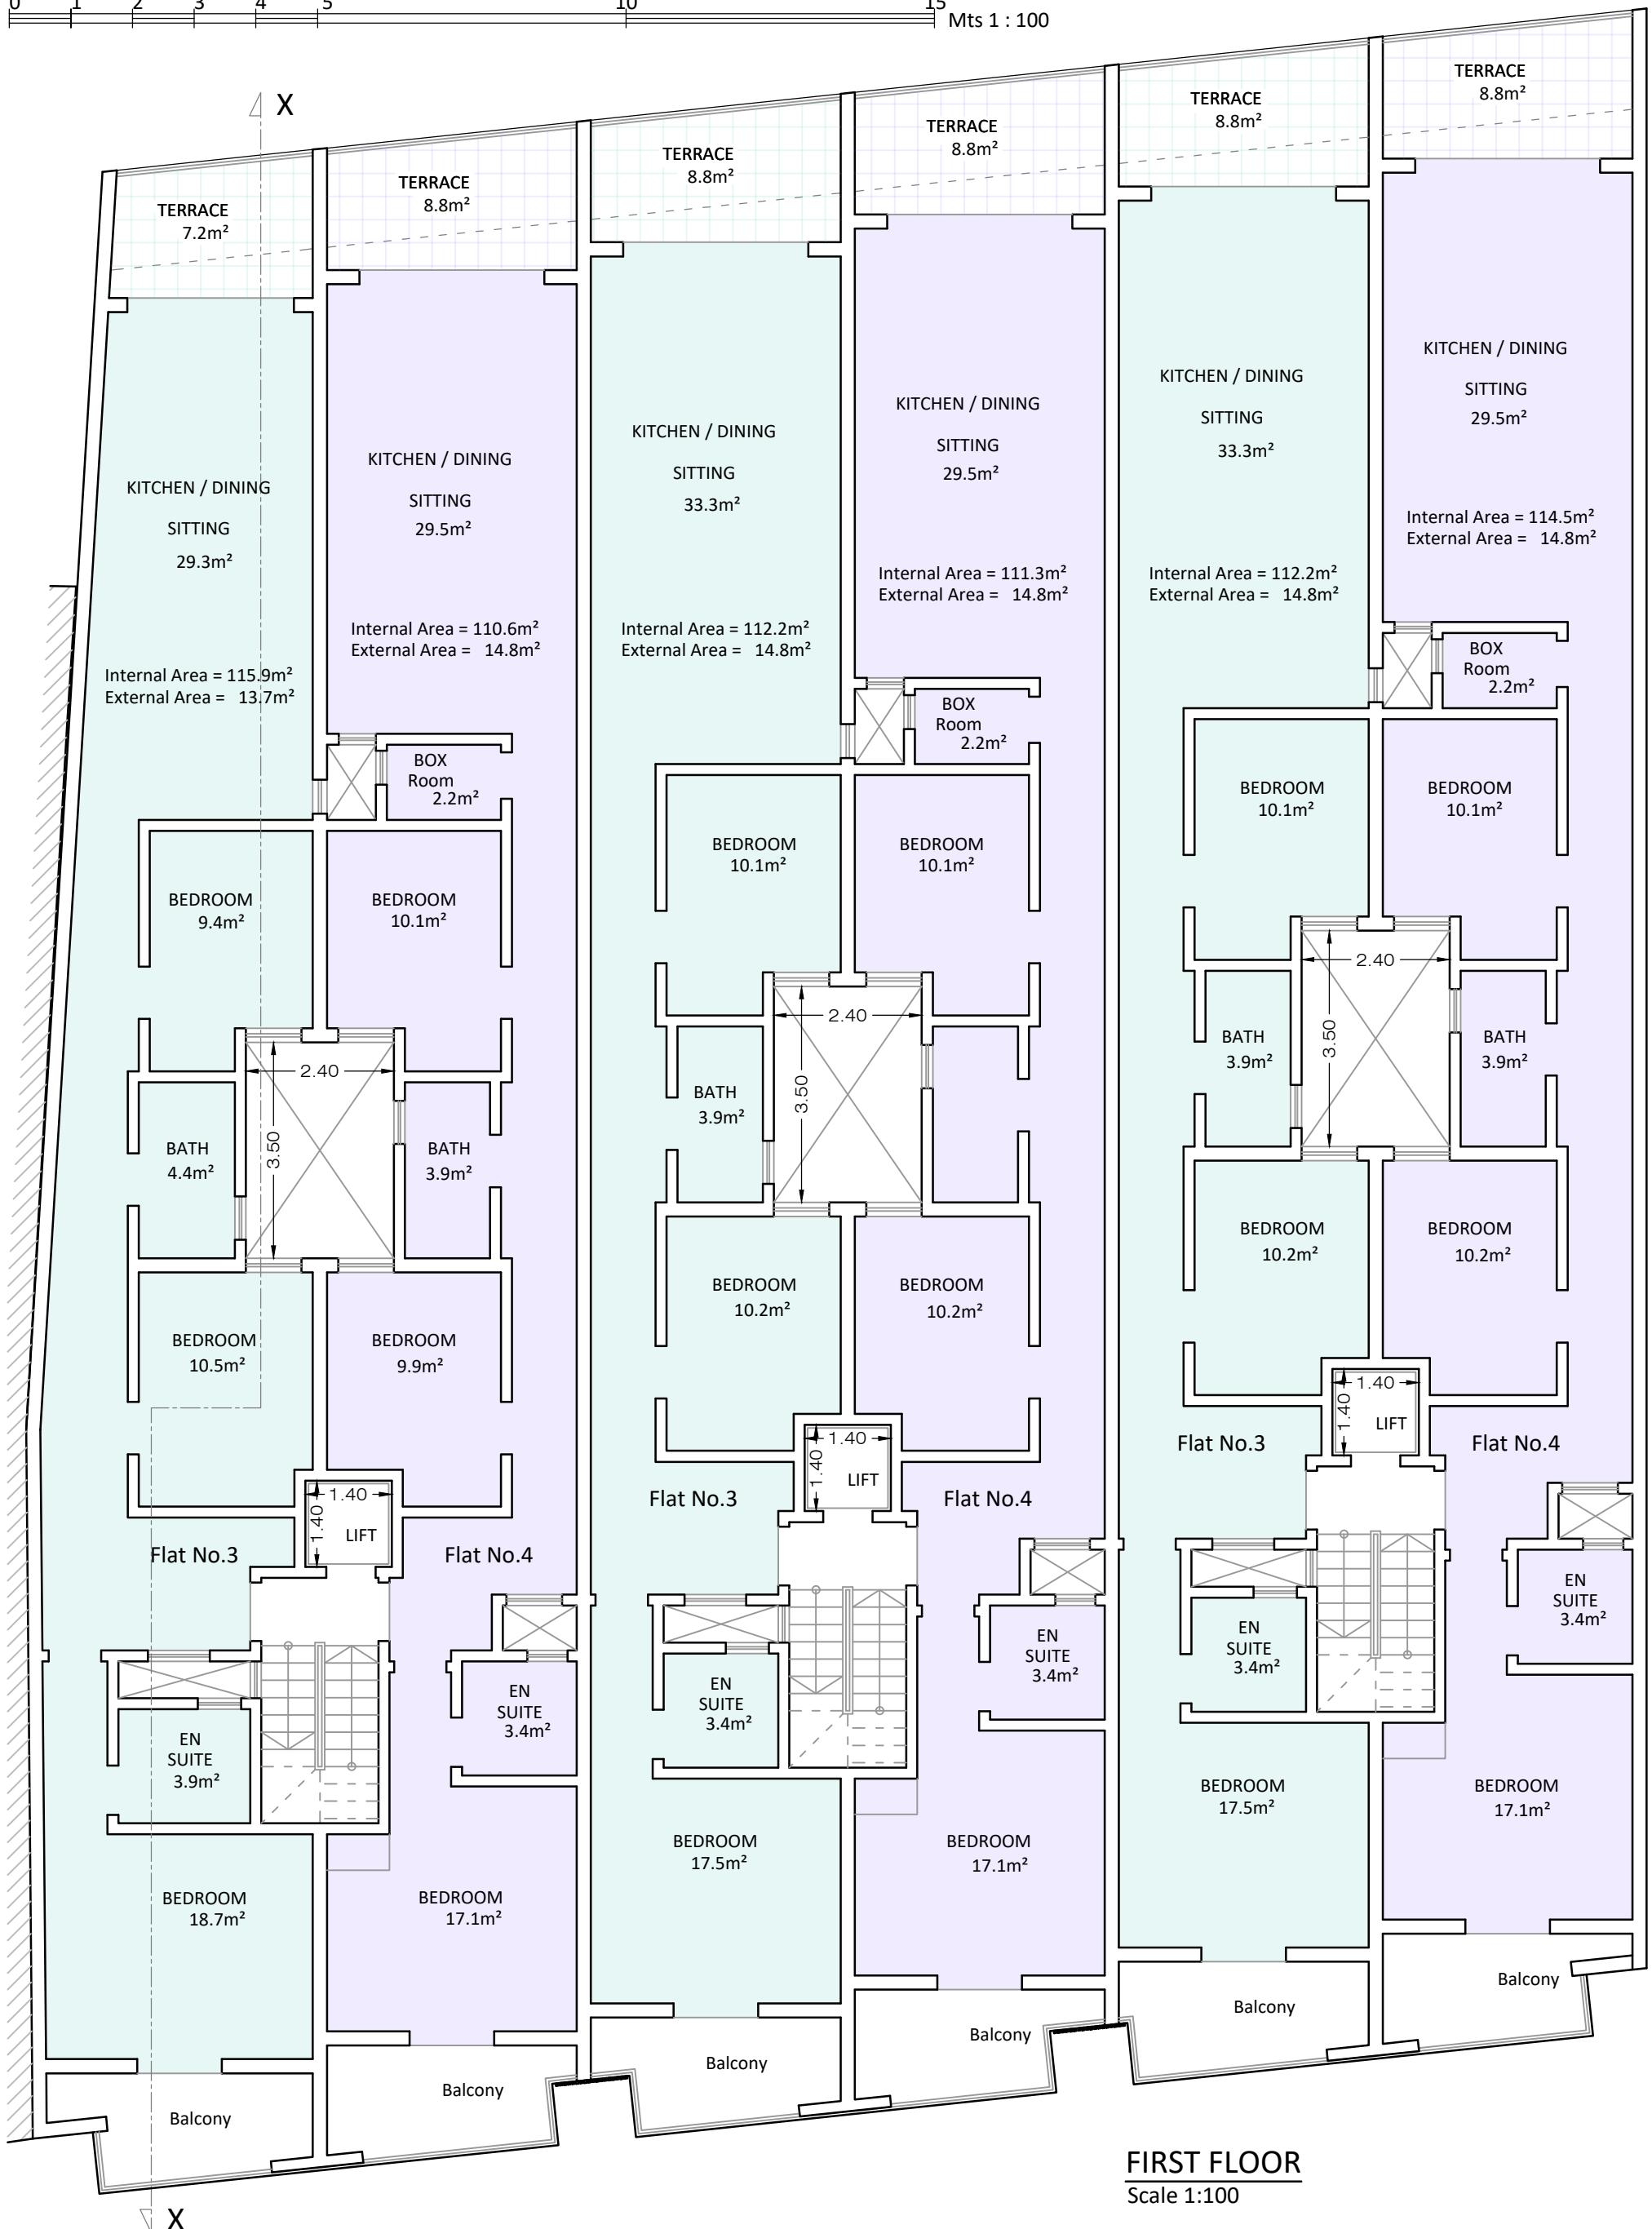 0 1 2 3 4 5 10 15
Mts 1 : 100
X
TERRACE
7.2m²
KITCHEN / DINING
SITTING
29.3m²
Internal Area = 115.9m²
External Area = 13.7m²
BEDROOM
9.4m²
2.40
3.50
BATH
4.4m²
BEDROOM
10.5m²
1.40
1.40
LIFT
Flat No.3
EN
SUITE
3.9m²
BEDROOM
18.7m²
Balcony
X
TERRACE
8.8m²
KITCHEN / DINING
SITTING
29.5m²
Internal Area = 110.6m²
External Area = 14.8m²
BOX
Room
2.2m²
BEDROOM
10.1m²
BATH
3.9m²
BEDROOM
9.9m²
Flat No.4
EN
SUITE
3.4m²
BEDROOM
17.1m²
Balcony
TERRACE
8.8m²
KITCHEN / DINING
SITTING
33.3m²
Internal Area = 112.2m²
External Area = 14.8m²
BEDROOM
10.1m²
2.40
3.50
BATH
3.9m²
BEDROOM
10.2m²
1.40
1.40
LIFT
Flat No.3
EN
SUITE
3.4m²
BEDROOM
17.5m²
Balcony
TERRACE
8.8m²
KITCHEN / DINING
SITTING
29.5m²
Internal Area = 111.3m²
External Area = 14.8m²
BOX
Room
2.2m²
BEDROOM
10.1m²
BEDROOM
10.2m²
Flat No.4
EN
SUITE
3.4m²
BEDROOM
17.1m²
Balcony
TERRACE
8.8m²
KITCHEN / DINING
SITTING
33.3m²
Internal Area = 112.2m²
External Area = 14.8m²
BEDROOM
10.1m²
2.40
3.50
BATH
3.9m²
BEDROOM
10.2m²
1.40
1.40
LIFT
Flat No.3
EN
SUITE
3.4m²
BEDROOM
17.5m²
Balcony
TERRACE
8.8m²
KITCHEN / DINING
SITTING
29.5m²
Internal Area = 114.5m²
External Area = 14.8m²
BOX
Room
2.2m²
BEDROOM
10.1m²
BATH
3.9m²
BEDROOM
10.2m²
Flat No.4
EN
SUITE
3.4m²
BEDROOM
17.1m²
Balcony
FIRST FLOOR
Scale 1:100